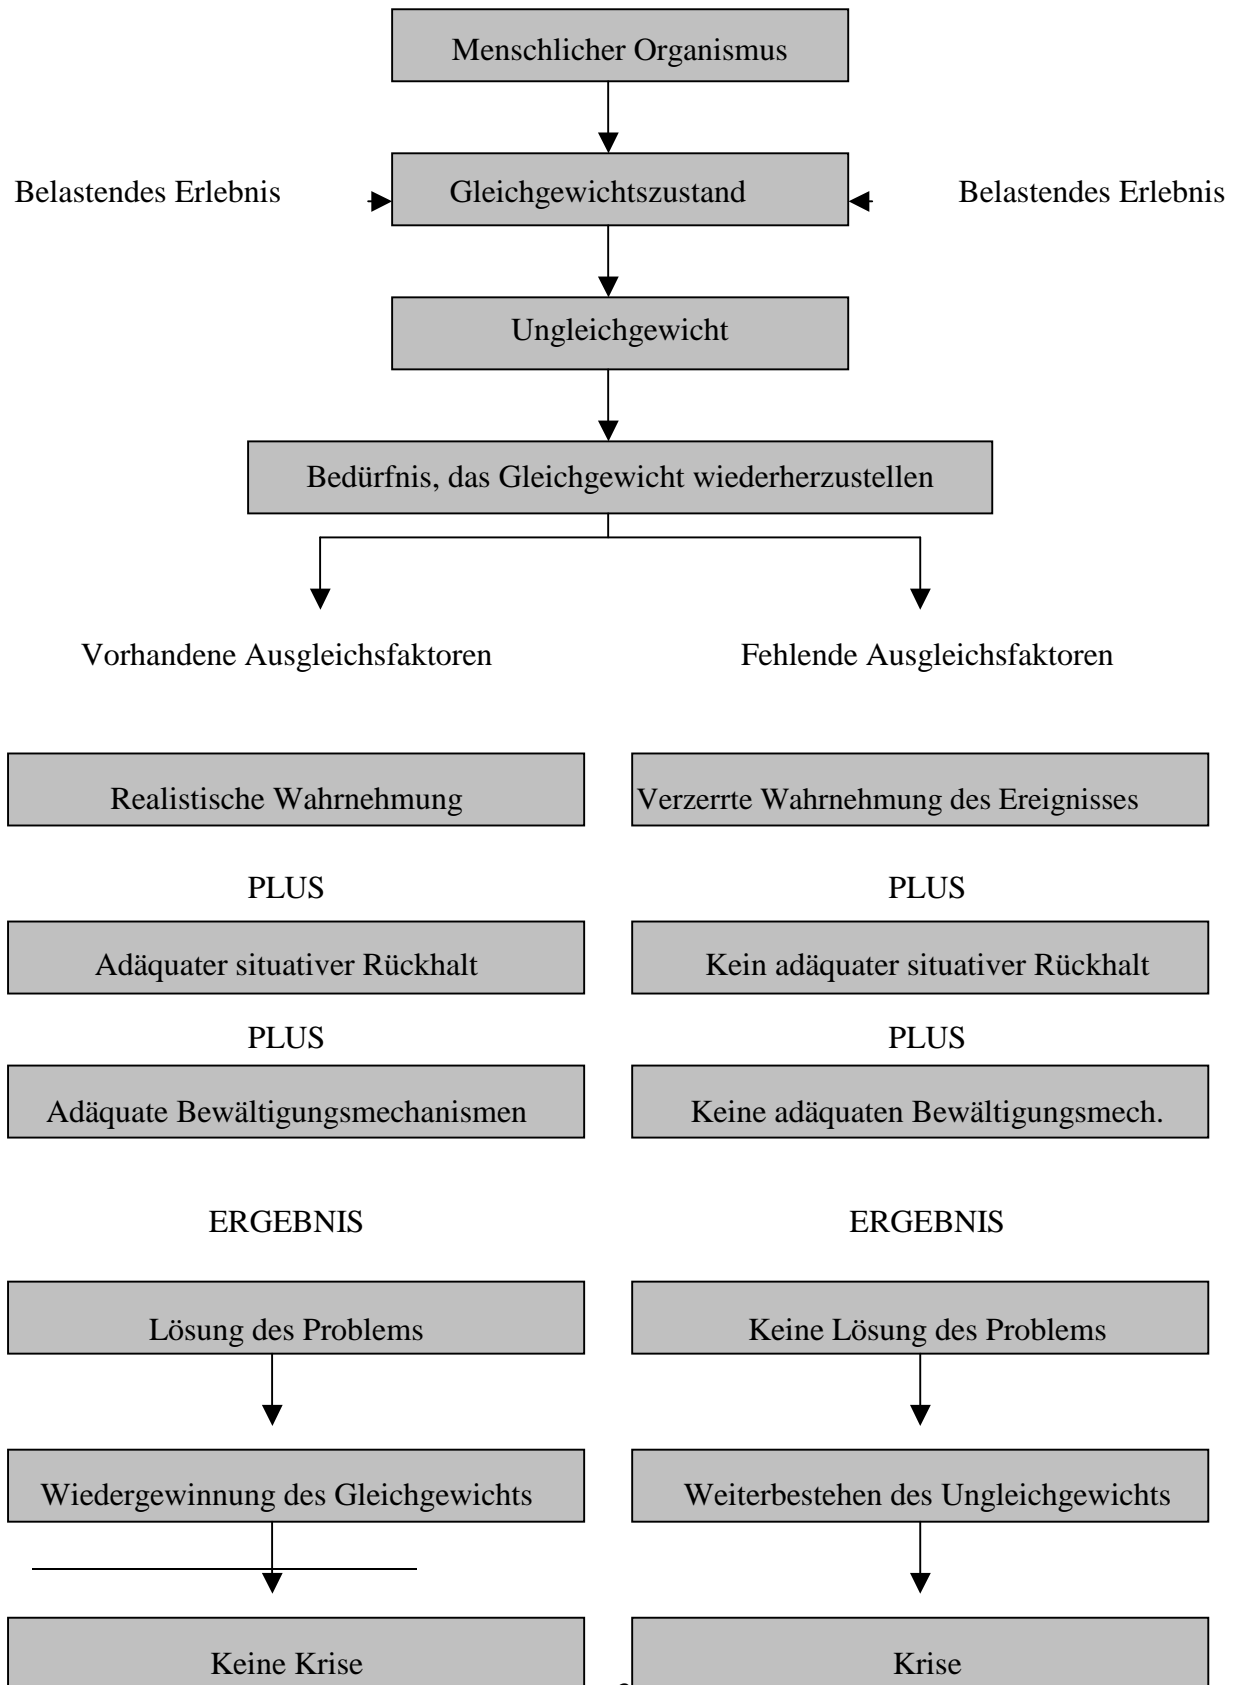 Menschlicher Organismus
Belastendes Erlebnis
Gleichgewichtszustand
Belastendes Erlebnis
Ungleichgewicht
Bedürfnis, das Gleichgewicht wiederherzustellen
Vorhandene Ausgleichsfaktoren
Fehlende Ausgleichsfaktoren
Realistische Wahrnehmung
Verzerrte Wahrnehmung des Ereignisses
PLUS
PLUS
Adäquater situativer Rückhalt
Kein adäquater situativer Rückhalt
PLUS
PLUS
Adäquate Bewältigungsmechanismen
Keine adäquaten Bewältigungsmech.
ERGEBNIS
ERGEBNIS
Lösung des Problems
Keine Lösung des Problems
Wiedergewinnung des Gleichgewichts
Weiterbestehen des Ungleichgewichts
Keine Krise
Krise